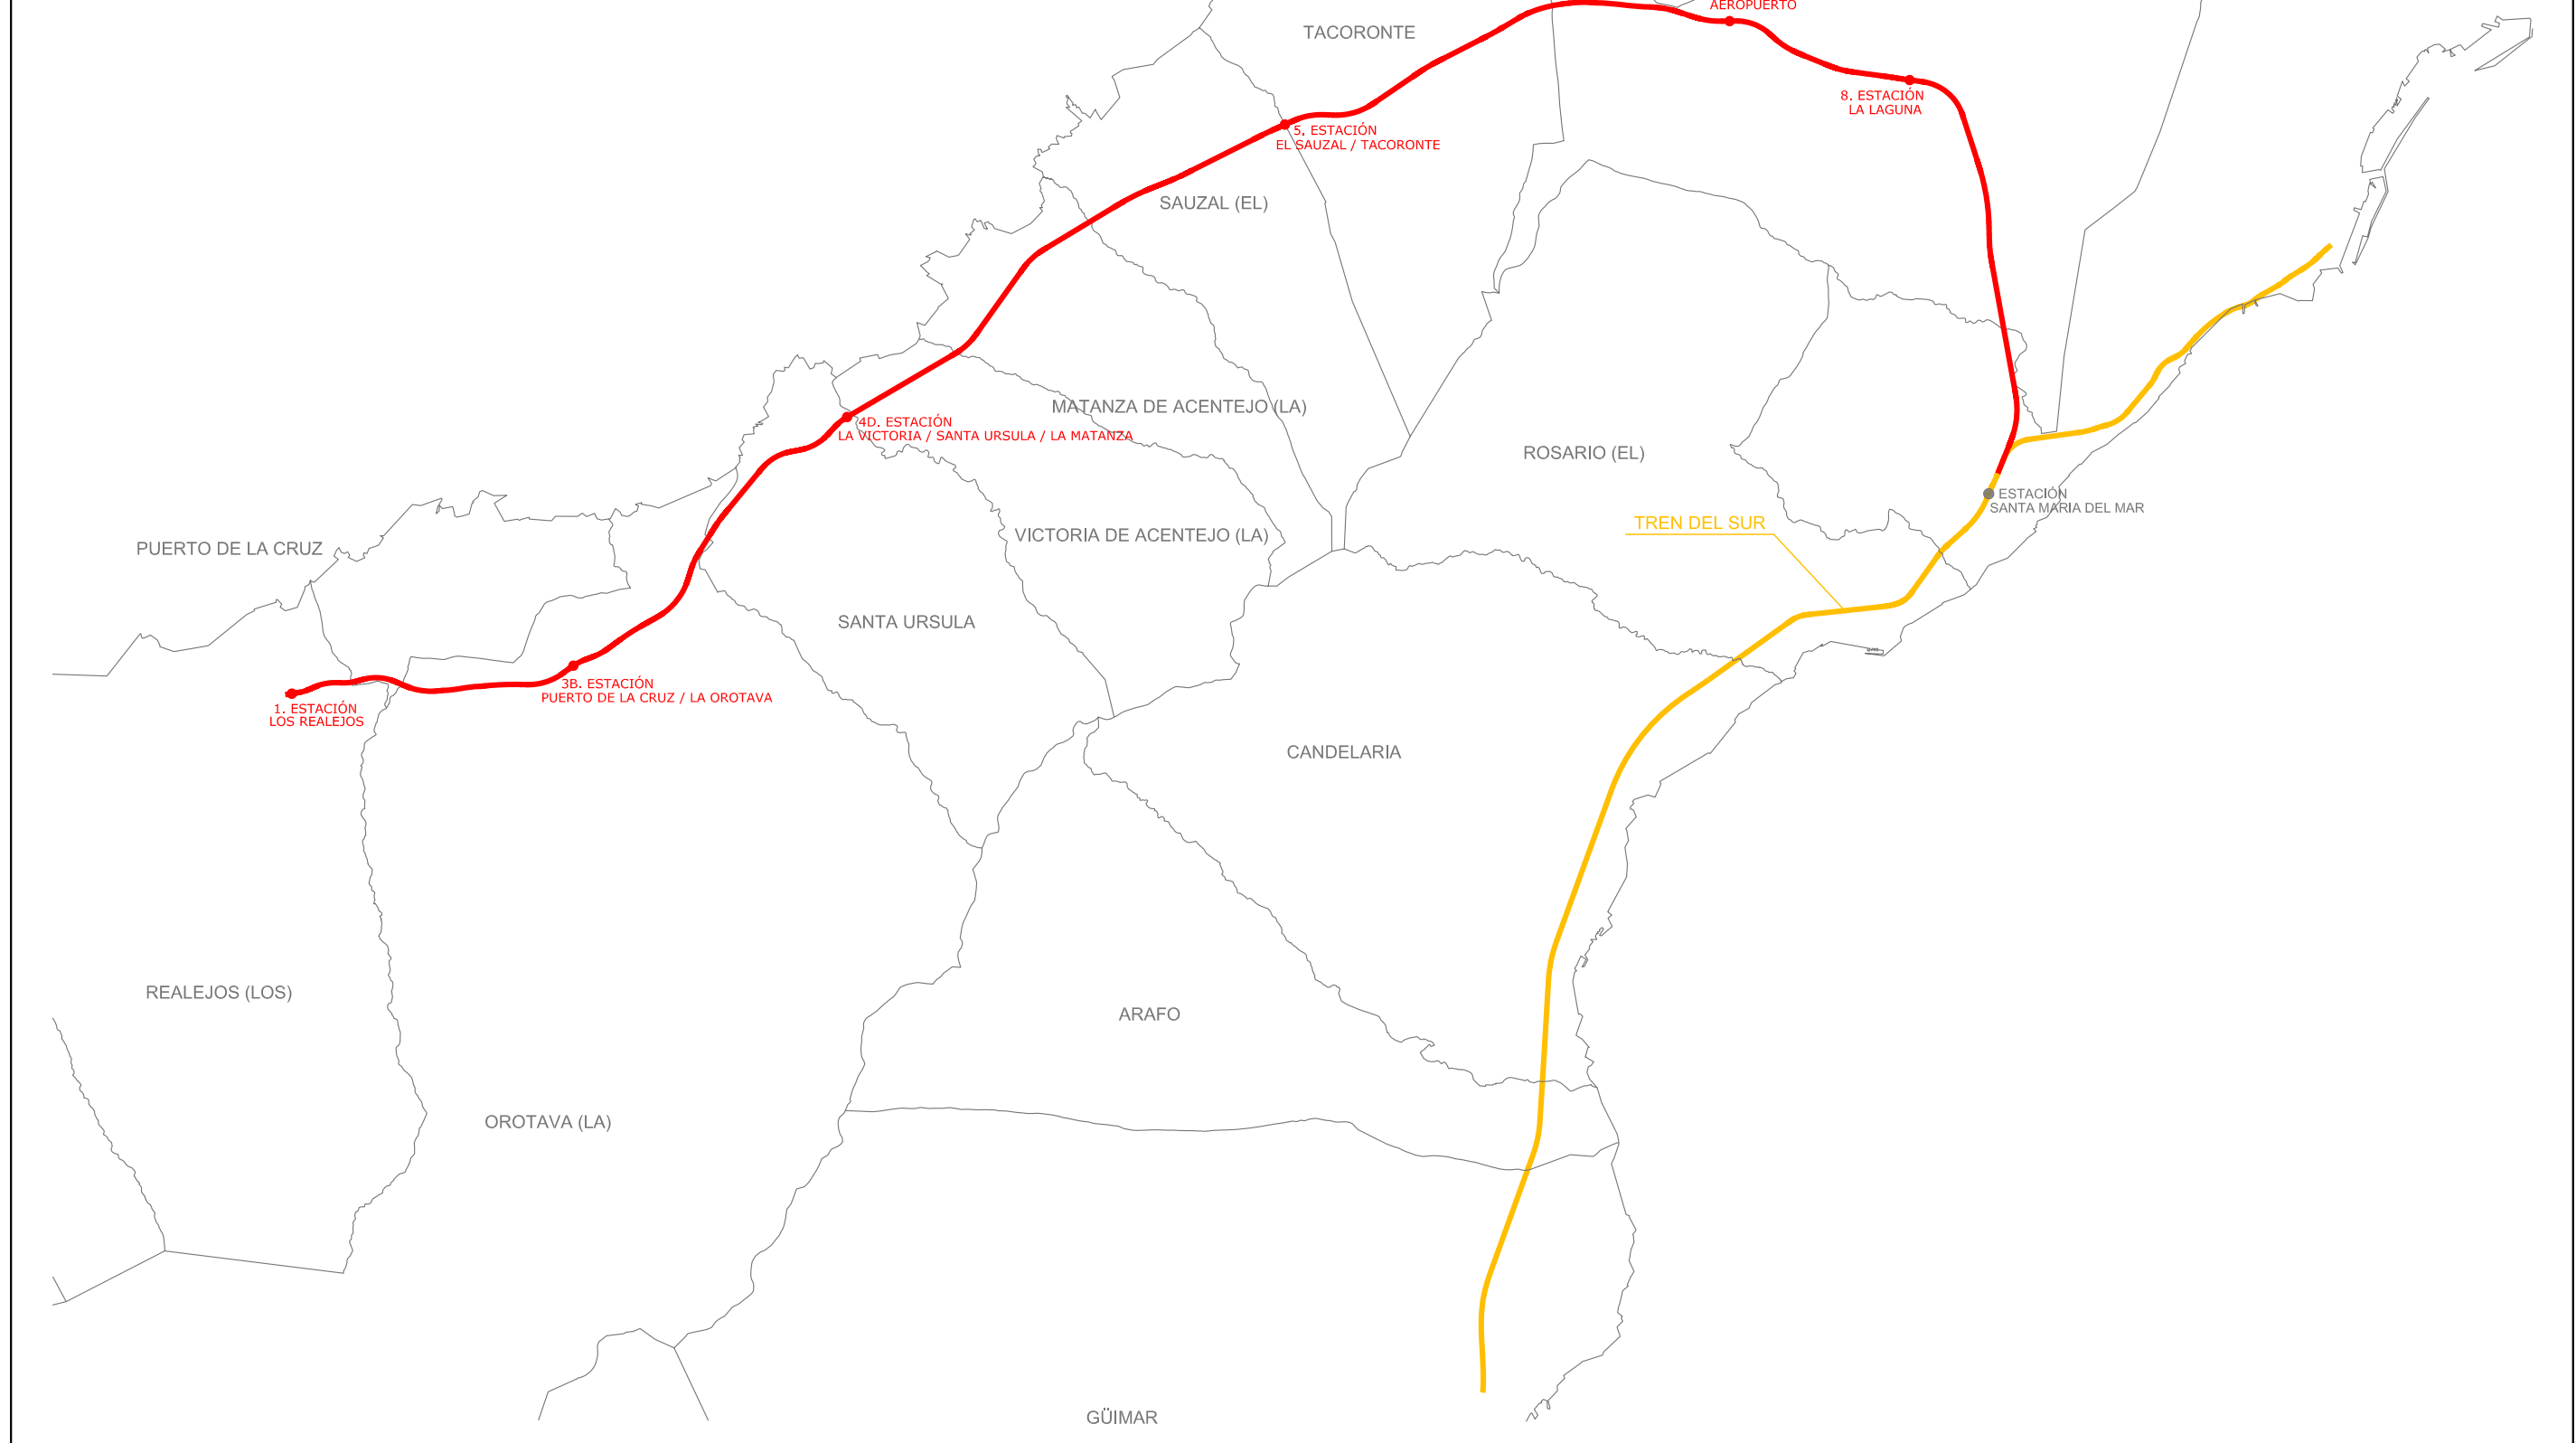 AEROPUERTO
TACORONTE
8. ESTACIÓN
LA LAGUNA
5. ESTACIÓN
EL SAUZAL / TACORONTE
SAUZAL (EL)
MATANZA DE ACENTEJO (LA)
4D. ESTACIÓN
LA VICTORIA / SANTA URSULA / LA MATANZA
ROSARIO (EL)
ESTACIÓN
SANTA MARIA DEL MAR
TREN DEL SUR
VICTORIA DE ACENTEJO (LA)
PUERTO DE LA CRUZ
SANTA URSULA
3B. ESTACIÓN
PUERTO DE LA CRUZ / LA OROTAVA
1. ESTACIÓN
LOS REALEJOS
CANDELARIA
REALEJOS (LOS)
ARAFO
OROTAVA (LA)
GÜIMAR